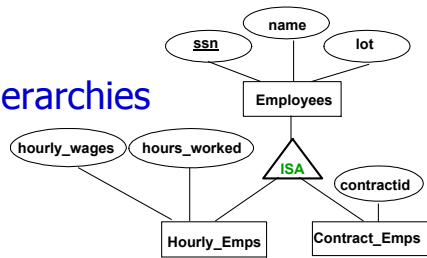 name
ssn
lot
erarchies
Employees
hourly_wages
hours_worked
ISA
contractid
Hourly_Emps
Contract_Emps